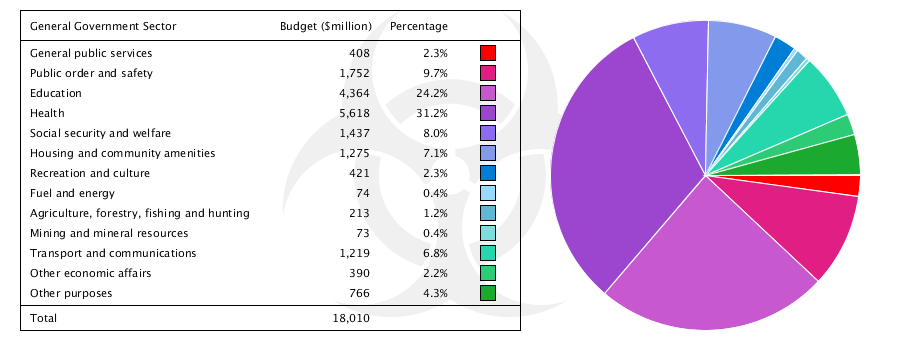 General Government Sector Budget ($million) Percentage
General public services 408 2.3%
Public order and safety 1,752 9.7%
Education 4,364 24.2%
Health 5,618 31.2%
Social security and welfare 1,437 8.0%
Housing and community amenities 1,275 7.1%
Recreation and culture 421 2.3%
Fuel and energy 74 0.4%
Agriculture, forestry, fishing and hunting 213 1.2%
Mining and mineral resources 73 0.4%
Transport and communications 1,219 6.8%
Other economic affairs 390 2.2%
Other purposes 766 4.3%
Total 18,010